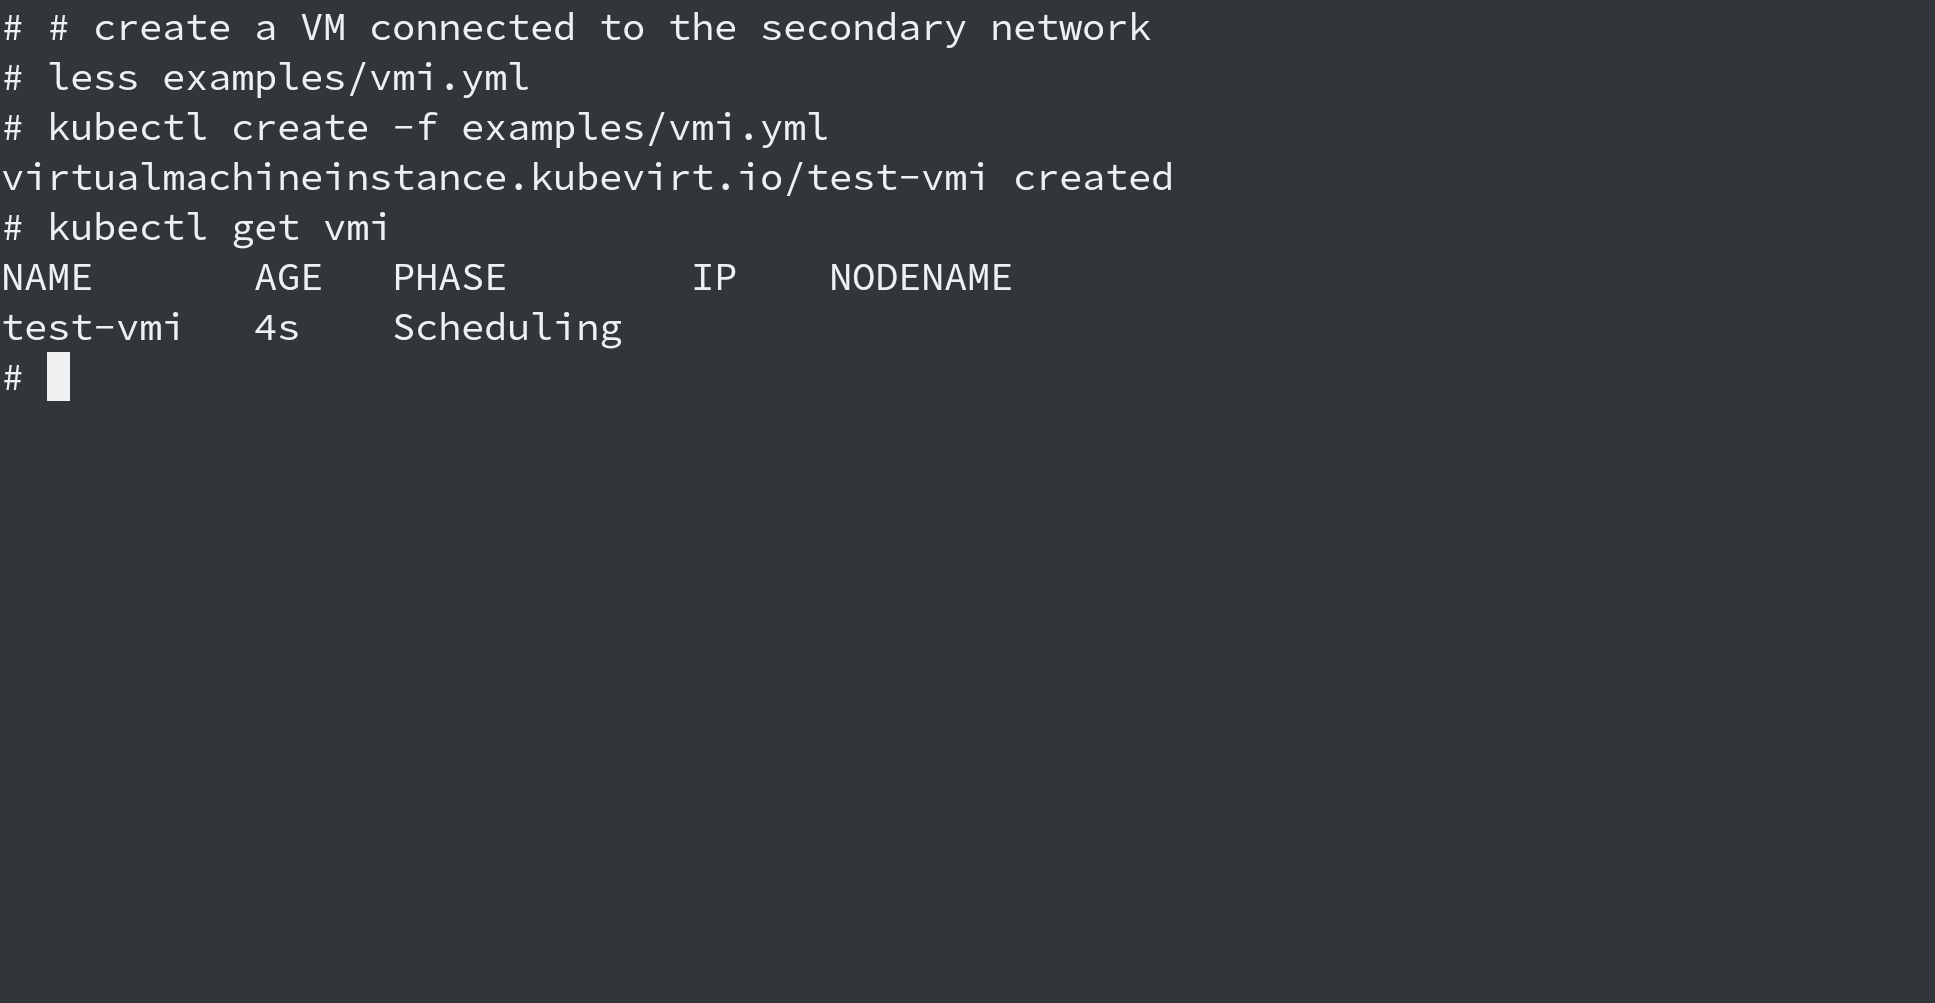 # # create a VM connected to the secondary network
# less examples/vmi.yml
# kubectl create -f examples/vmi.yml
virtualmachineinstance.kubevirt.io/test-vmi created
# kubectl get vmi
NAME       AGE   PHASE        IP    NODENAME
test-vmi   4s    Scheduling
#